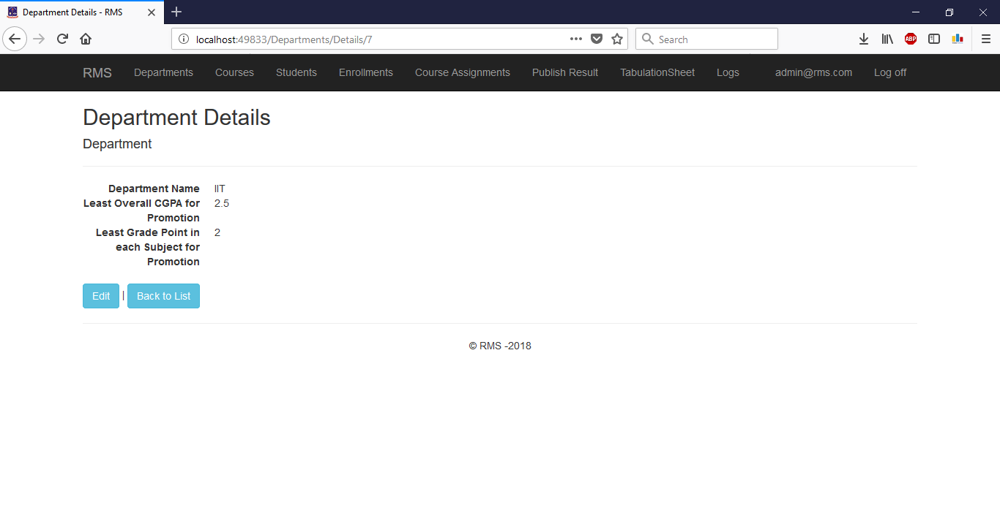 Department Details - RMS
localhost:49833/Departments/Details/7
Search
ABP
RMS Departments Courses Students Enrollments Course Assignments Publish Result TabulationSheet Logs admin@rms.com Log off
Department Details
Department
Department Name IIT
Least Overall CGPA for 2.5
Promotion
Least Grade Point in 2
each Subject for
Promotion
Edit | Back to List
© RMS -2018